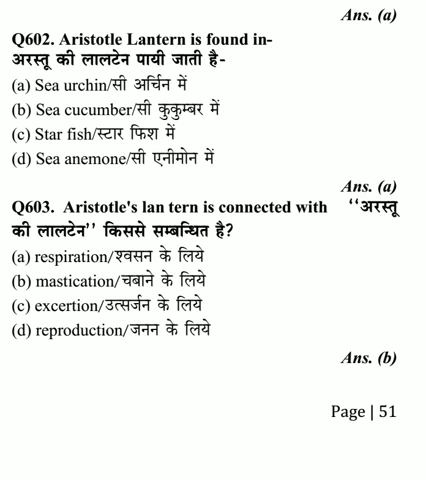 Ans. (a)
Q602. Aristotle Lantern is found in-
अरस्तू की लालटेन पायी जाती है-
(a) Sea urchin/सी अर्चिन में
(b) Sea cucumber/सी कुकुम्बर में
(c) Star fish/स्टार फिश में
(d) Sea anemone/सी एनीमोन में
Ans. (a)
Q603. Aristotle's lan tern is connected with ‘‘अरस्तू
की लालटेन’’ किससे सम्बन्धित है?
(a) respiration/श्वसन के लिये
(b) mastication/चबाने के लिये
(c) excertion/उत्सर्जन के लिये
(d) reproduction/जनन के लिये
Ans. (b)
Page | 51